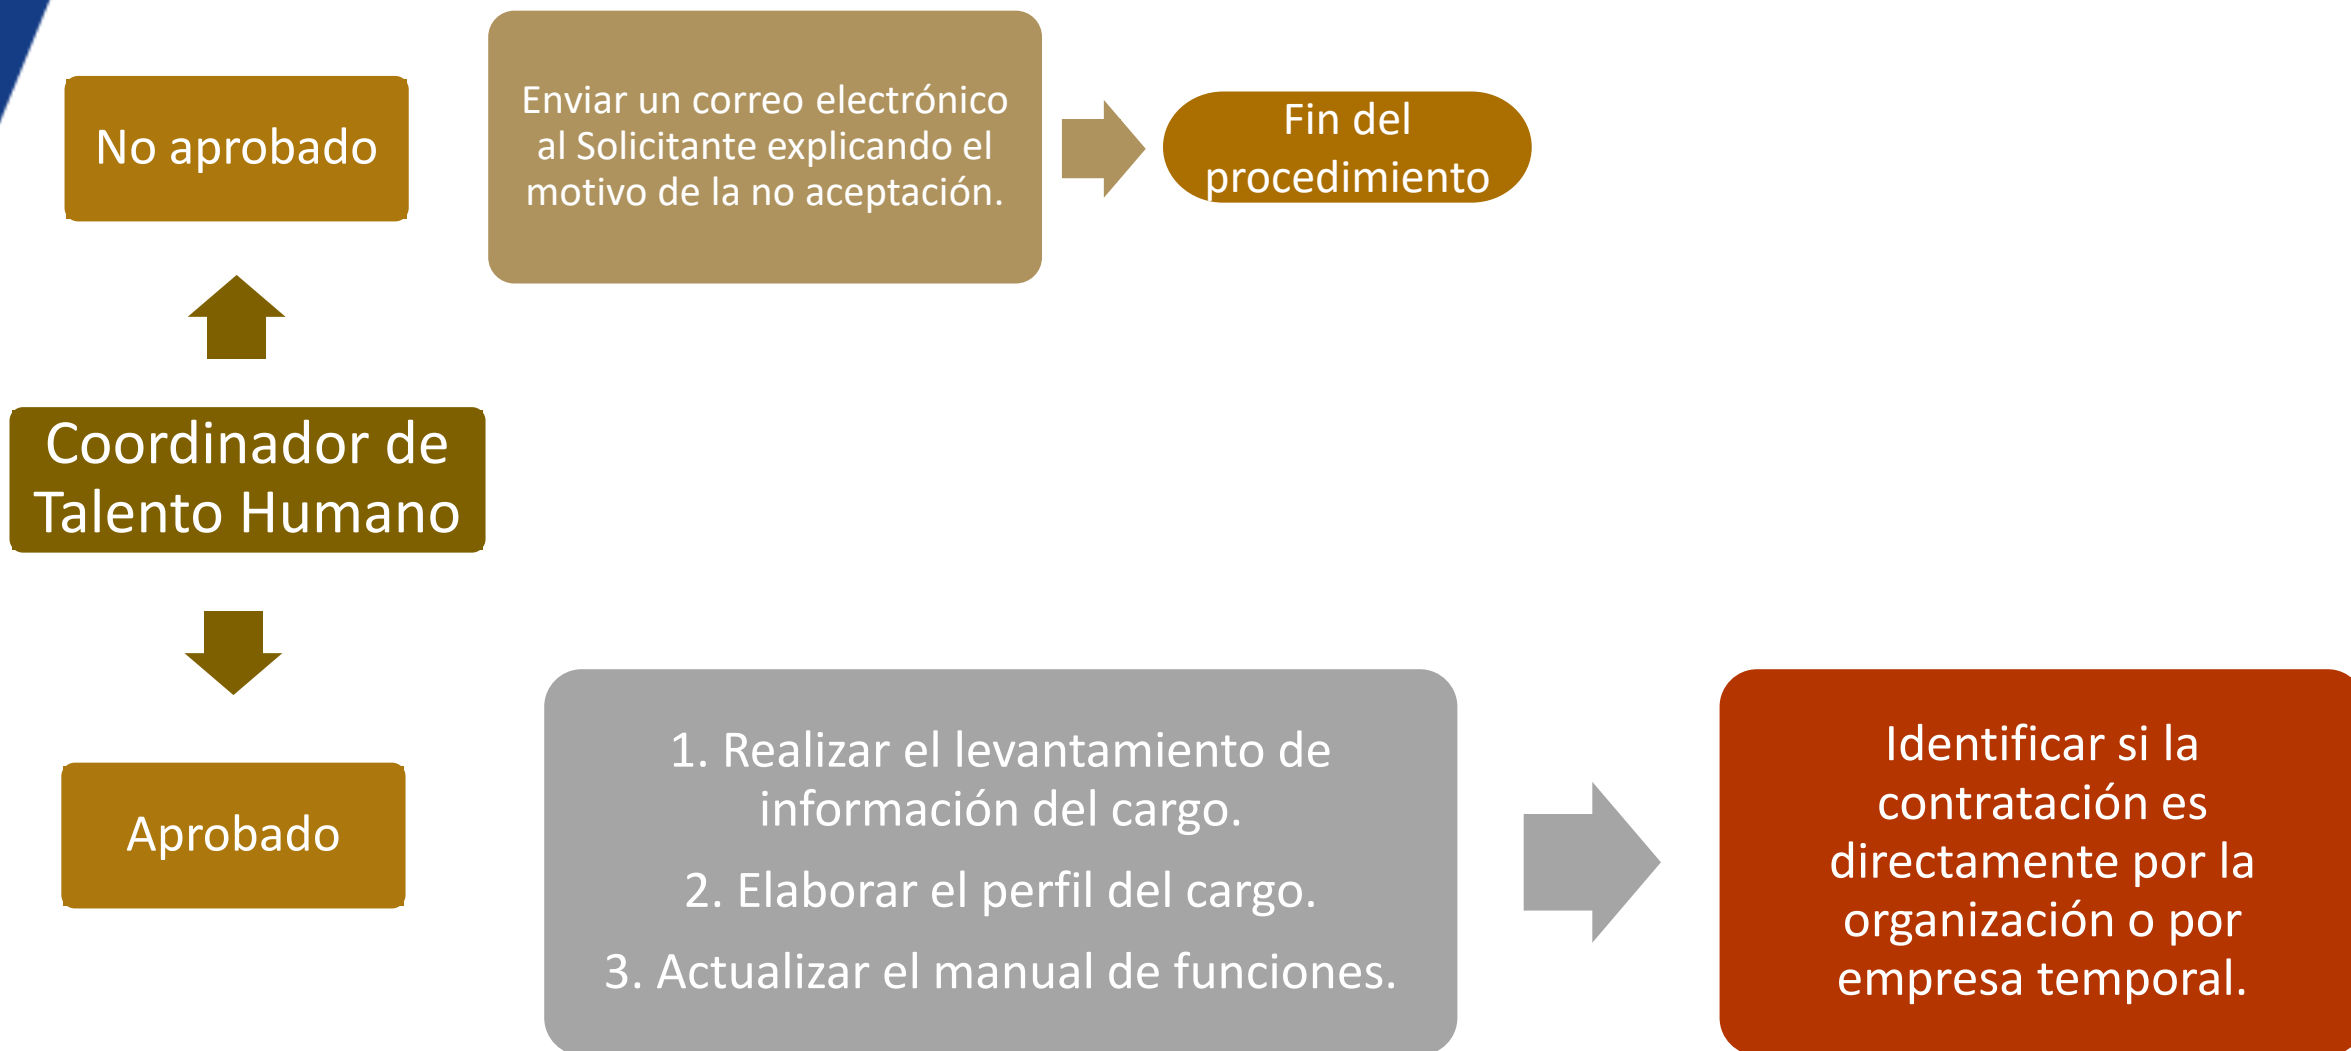 No aprobado
Enviar un correo electrónico
al Solicitante explicando el
motivo de la no aceptación.
Fin del
procedimiento
Coordinador de
Talento Humano
Aprobado
1. Realizar el levantamiento de
información del cargo.
2. Elaborar el perfil del cargo.
3. Actualizar el manual de funciones.
Identificar si la
contratación es
directamente por la
organización o por
empresa temporal.